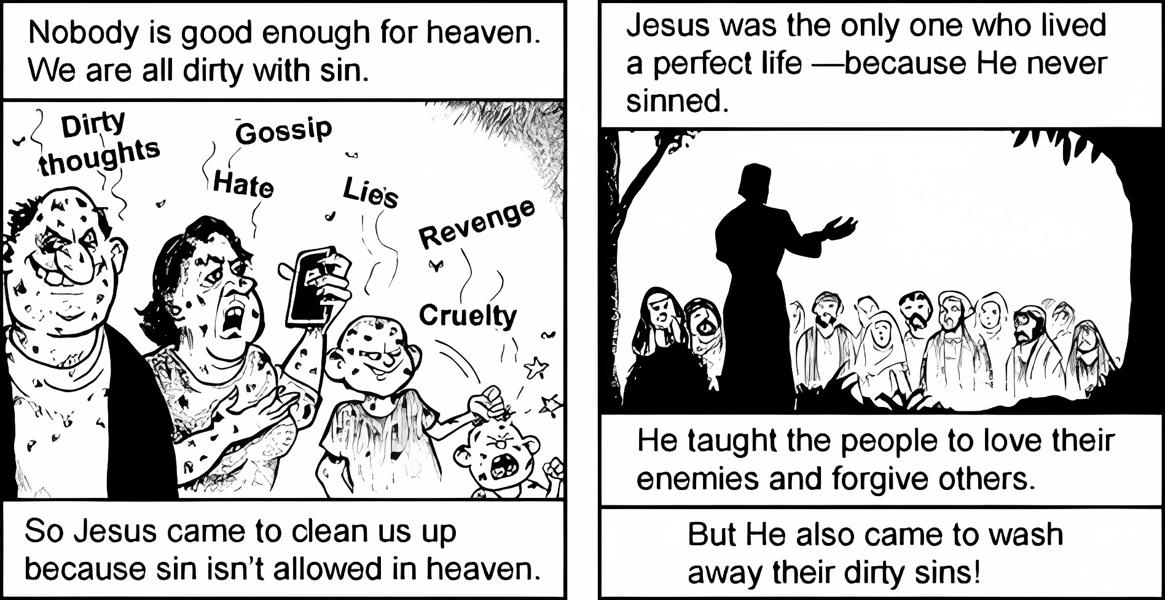 Nobody is good enough for heaven.
We are all dirty with sin.
Dirty
thoughts
Gossip
Hate
Lies
Revenge
Cruelty
So Jesus came to clean us up
because sin isn't allowed in heaven.
Jesus was the only one who lived
a perfect life —because He never
sinned.
He taught the people to love their
enemies and forgive others.
But He also came to wash
away their dirty sins!